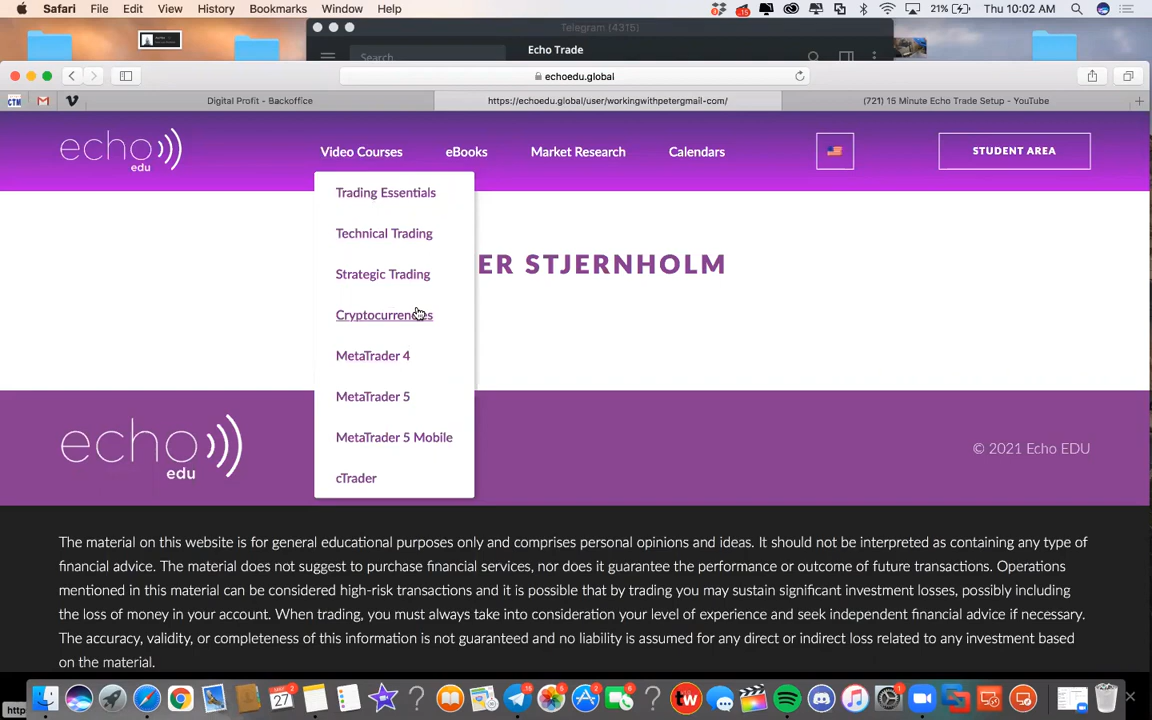 Safari File Edit View History Bookmarks Window Help
21% Thu 10:02 AM
Telegram (4315)
Search
Echo Trade
echoedu.global
CTM
Digital Profit - Backoffice
https://echoedu.global/user/workingwithpetergmail-com/
(721) 15 Minute Echo Trade Setup - YouTube
echo
edu
Video Courses
eBooks
Market Research
Calendars
STUDENT AREA
Trading Essentials
Technical Trading
Strategic Trading
Cryptocurrencies
MetaTrader 4
MetaTrader 5
MetaTrader 5 Mobile
cTrader
ER STJERNHOLM
echo
edu
© 2021 Echo EDU
The material on this website is for general educational purposes only and comprises personal opinions and ideas. It should not be interpreted as containing any type of
financial advice. The material does not suggest to purchase financial services, nor does it guarantee the performance or outcome of future transactions. Operations
mentioned in this material can be considered high-risk transactions and it is possible that by trading you may sustain significant investment losses, possibly including
the loss of money in your account. When trading, you must always take into consideration your level of experience and seek independent financial advice if necessary.
The accuracy, validity, or completeness of this information is not guaranteed and no liability is assumed for any direct or indirect loss related to any investment based
on the material.
http
27
tw